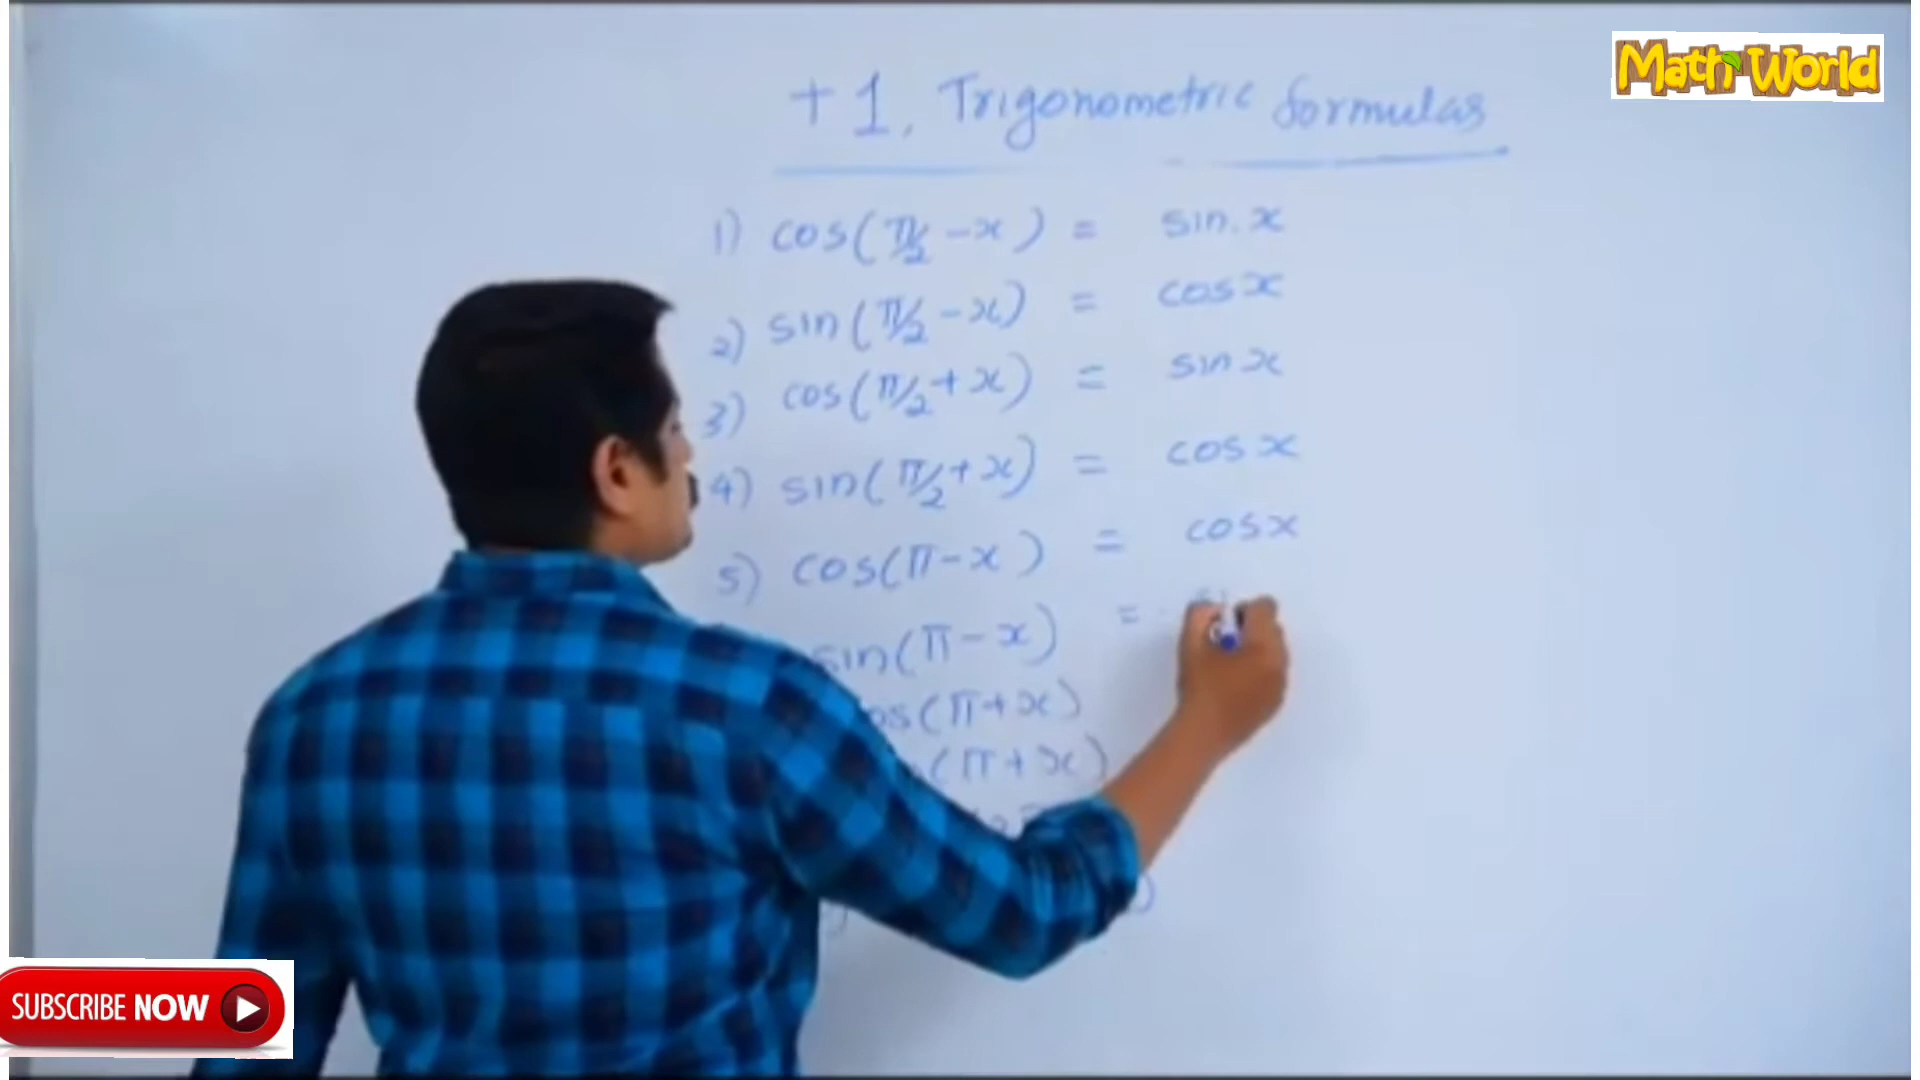 Math World
+1, Trigonometric formulas
1) cos(π/2 - x) = sin. x
2) sin(π/2 - x) = cos x
3) cos(π/2 + x) = sin x
4) sin(π/2 + x) = cos x
5) cos(π - x) = cos x
sin(π - x) =
os(π + x)
(π + x)
SUBSCRIBE NOW